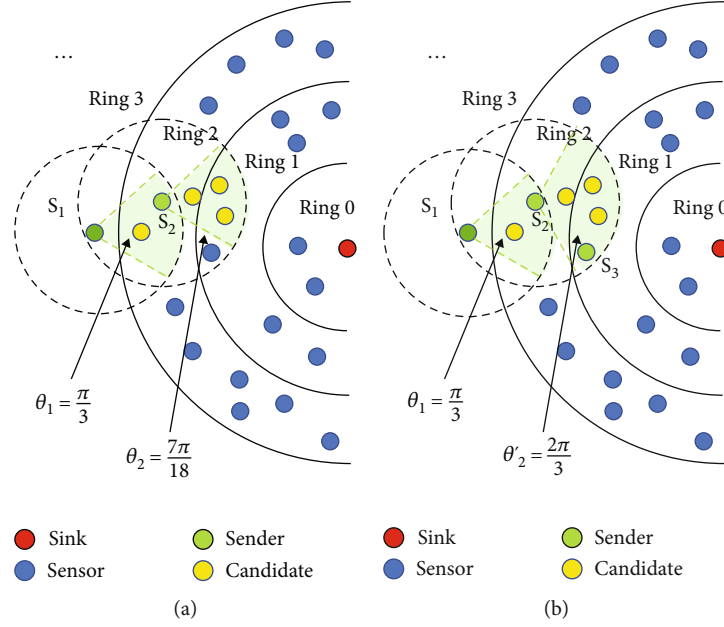 ...
Ring 3
Ring 2
Ring 1
Ring 0
S1
S2
θ1 = π/3
θ2 = 7π/18
Sink
Sender
Sensor
Candidate
(a)
...
Ring 3
Ring 2
Ring 1
Ring 0
S1
S2
S3
θ1 = π/3
θ′2 = 2π/3
Sink
Sender
Sensor
Candidate
(b)